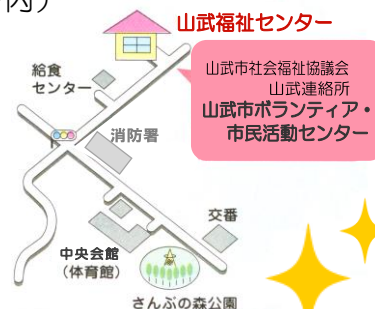 内)
山武福祉センター
山武市社会福祉協議会
山武連絡所
山武市ボランティア・
市民活動センター
給食
センター
消防署
交番
中央会館
(体育館)
さんぶの森公園